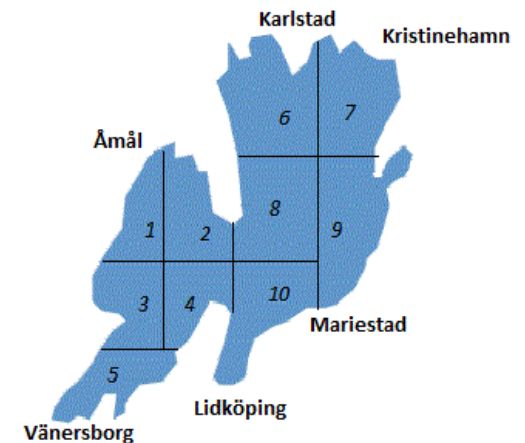 Karlstad
Kristinehamn
6
7
Åmål
8
1
2
9
3
4
10
Mariestad
5
Lidköping
Vänersborg